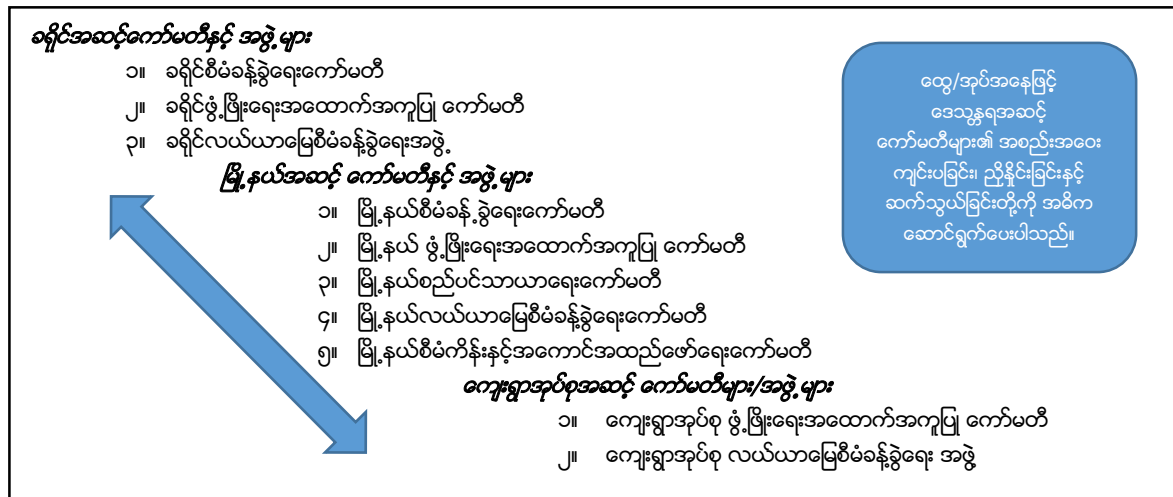 ခရိုင်အဆင့်ကော်မတီနှင့် အဖွဲ့များ
၁။ ခရိုင်စီမံခန့်ခွဲရေးကော်မတီ
၂။ ခရိုင်ဖွံ့ဖြိုးရေးအထောက်အကူပြု ကော်မတီ
၃။ ခရိုင်လယ်ယာမြေစီမံခန့်ခွဲရေးအဖွဲ့
မြို့နယ်အဆင့် ကော်မတီနှင့် အဖွဲ့များ
၁။ မြို့နယ်စီမံခန့်ခွဲရေးကော်မတီ
၂။ မြို့နယ် ဖွံ့ဖြိုးရေးအထောက်အကူပြု ကော်မတီ
၃။ မြို့နယ်စည်ပင်သာယာရေးကော်မတီ
၄။ မြို့နယ်လယ်ယာမြေစီမံခန့်ခွဲရေးကော်မတီ
၅။ မြို့နယ်စီမံကိန်းနှင့်အကောင်အထည်ဖော်ရေးကော်မတီ
ကျေးရွာအုပ်စုအဆင့် ကော်မတီများ/အဖွဲ့များ
၁။ ကျေးရွာအုပ်စု ဖွံ့ဖြိုးရေးအထောက်အကူပြု ကော်မတီ
၂။ ကျေးရွာအုပ်စု လယ်ယာမြေစီမံခန့်ခွဲရေး အဖွဲ့
ထွေ/အုပ်အနေဖြင့်
ဒေသန္တရအဆင့်
ကော်မတီများ၏ အစည်းအဝေး
ကျင်းပခြင်း၊ ညှိနှိုင်းခြင်းနှင့်
ဆက်သွယ်ခြင်းတို့ကို အဓိက
ဆောင်ရွက်ပေးပါသည်။